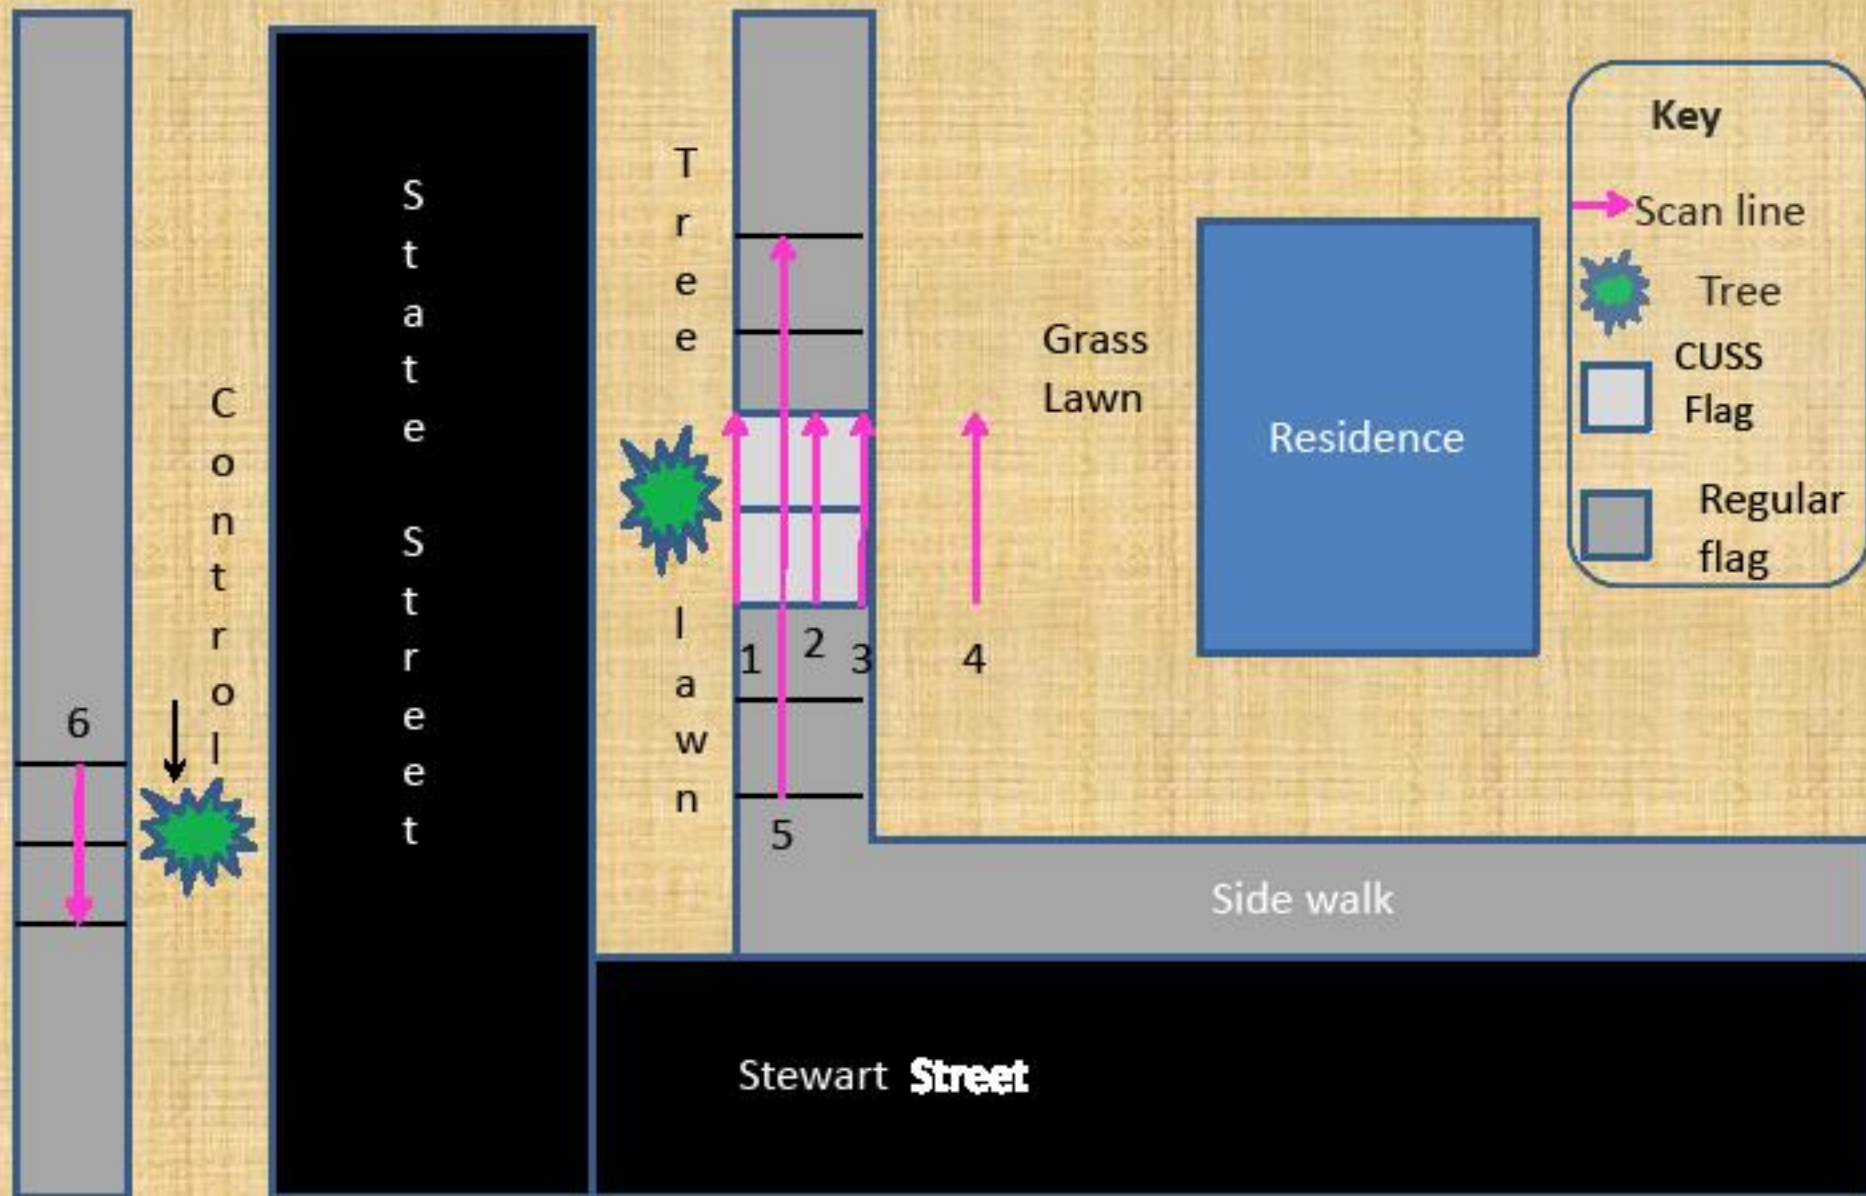 Control
State Street
Tree lawn
6
1
2
3
4
5
Grass
Lawn
Residence
Key
Scan line
Tree
CUSS
Flag
Regular
flag
Side walk
Stewart Street